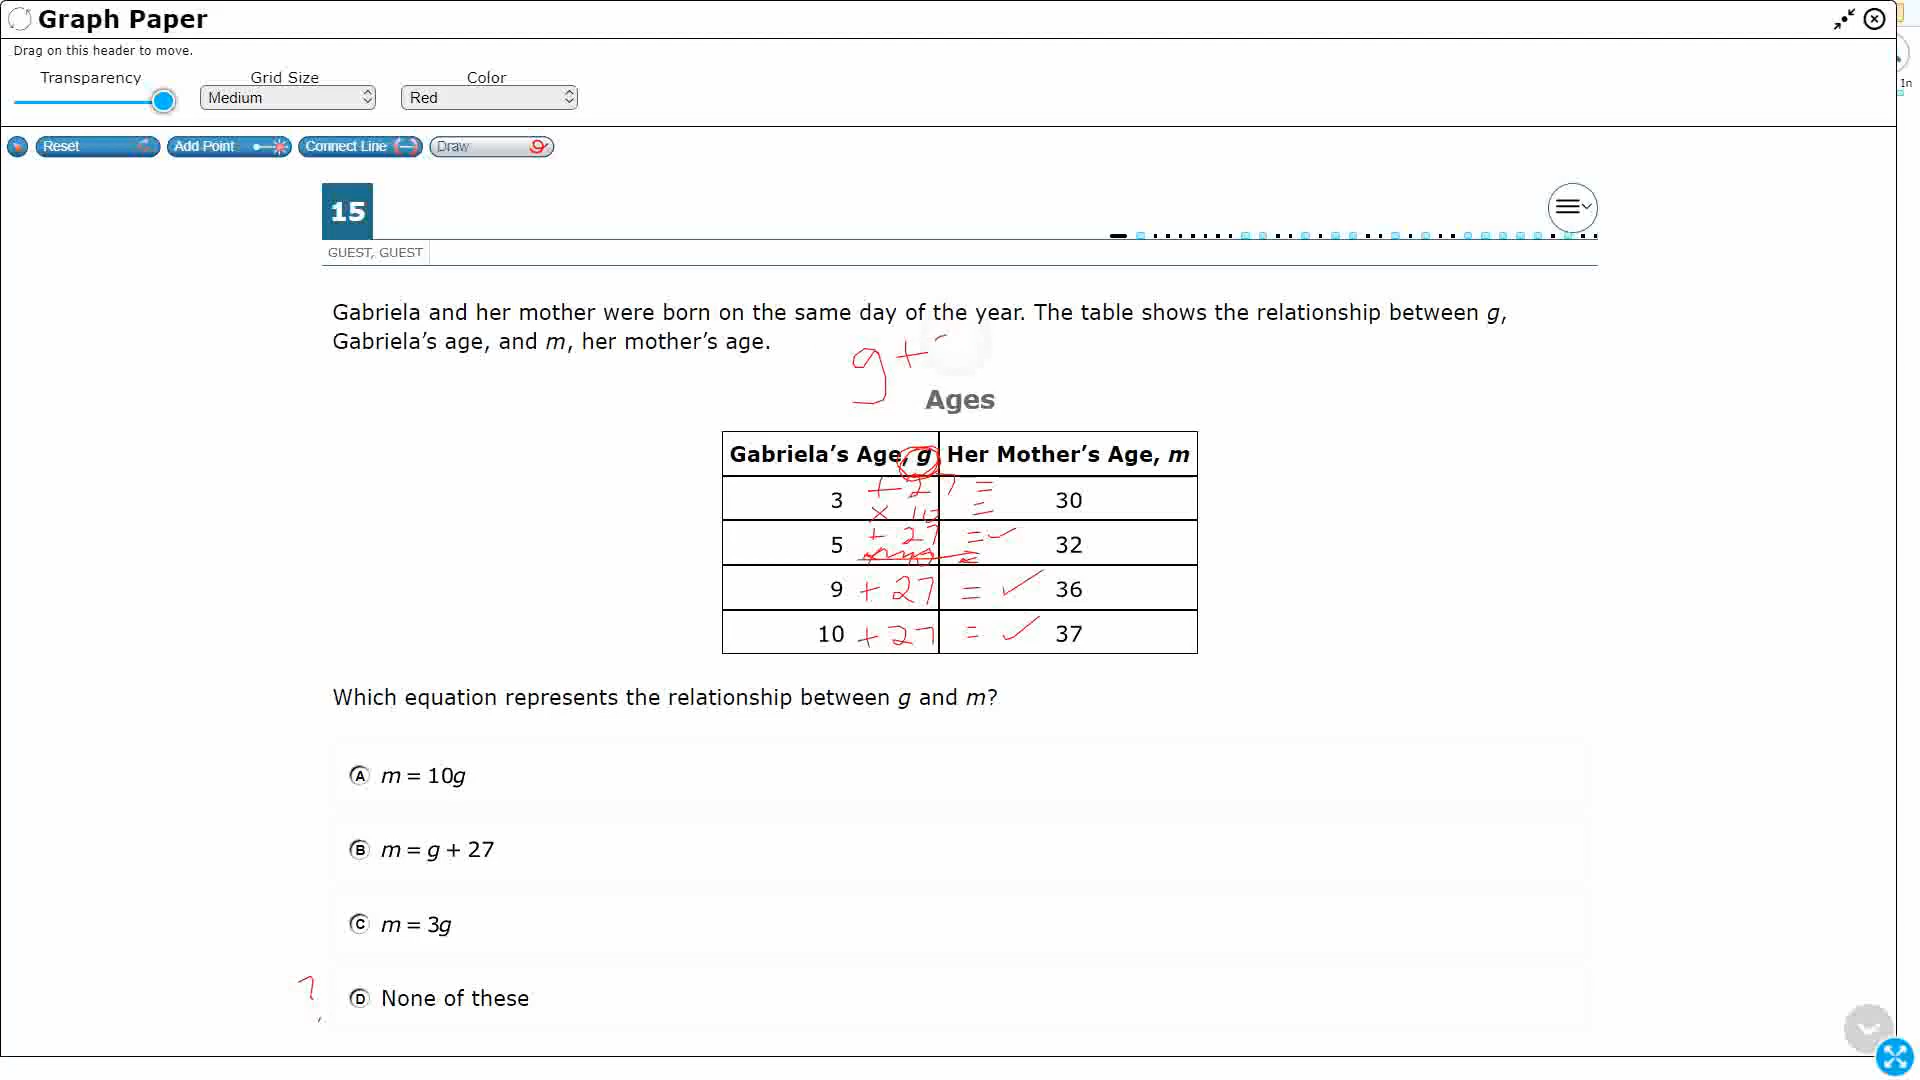 Graph Paper
Drag on this header to move.
Transparency Grid Size Color
Medium Red
In
Reset Add Point Connect Line Draw
15
GUEST, GUEST
Gabriela and her mother were born on the same day of the year. The table shows the relationship between g,
Gabriela's age, and m, her mother's age.
g +
Ages
Gabriela's Age, g Her Mother's Age, m
3 + 27 = 30
× 10 =
5 + 27 = ✓ 32
9 + 27 = ✓ 36
10 + 27 = ✓ 37
Which equation represents the relationship between g and m?
A m = 10g
B m = g + 27
C m = 3g
? D None of these